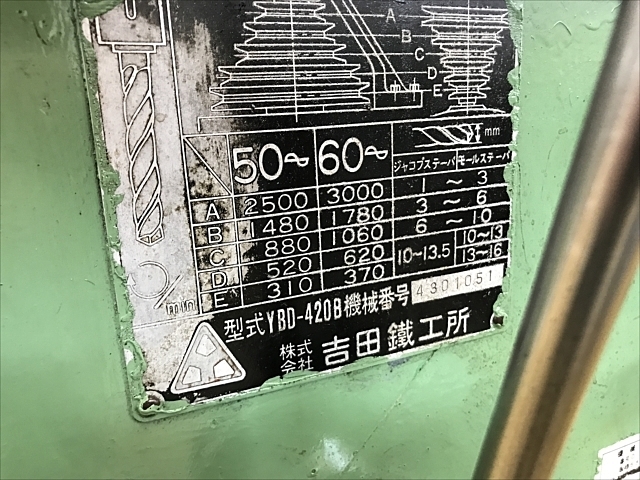 A
B
C
D
E
mm
50~ 60~ ジャコブステーパ モールステーパ
A 2500 3000 1 ~ 3
B 1480 1780 3 ~ 6
C 880 1060 6 ~ 10
D 520 620 10~13.5 10~13
E 310 370 13~16
型式 YBD-420B 機械番号 4301051
株式会社 吉田鐵工所